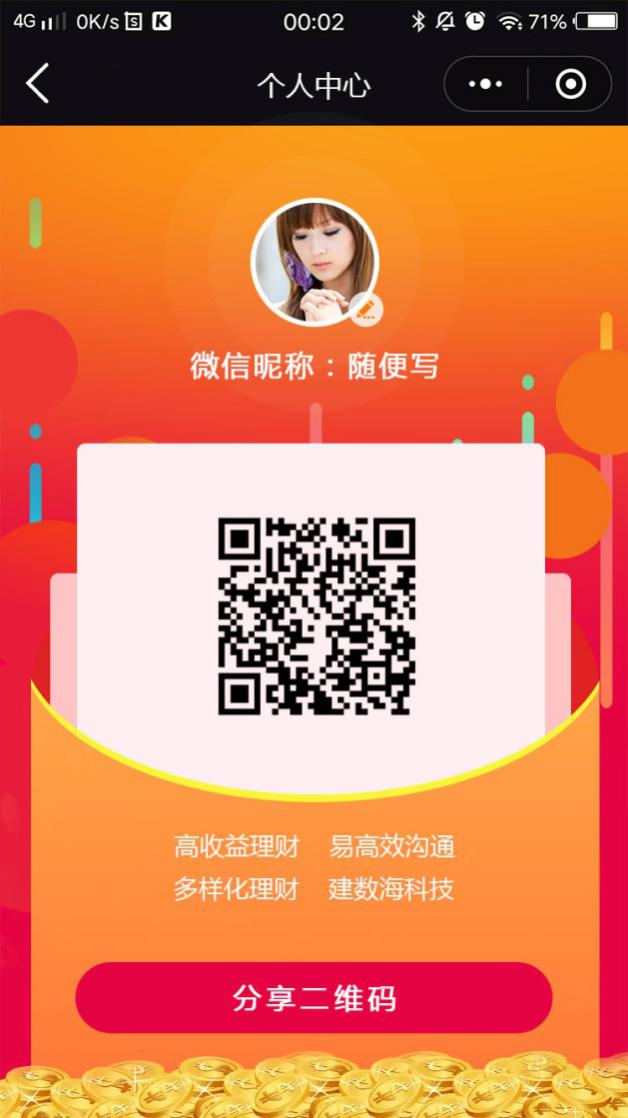 4G 0K/s S K 00:02 71%
个人中心
微信昵称：随便写
高收益理财 易高效沟通
多样化理财 建数海科技
分享二维码